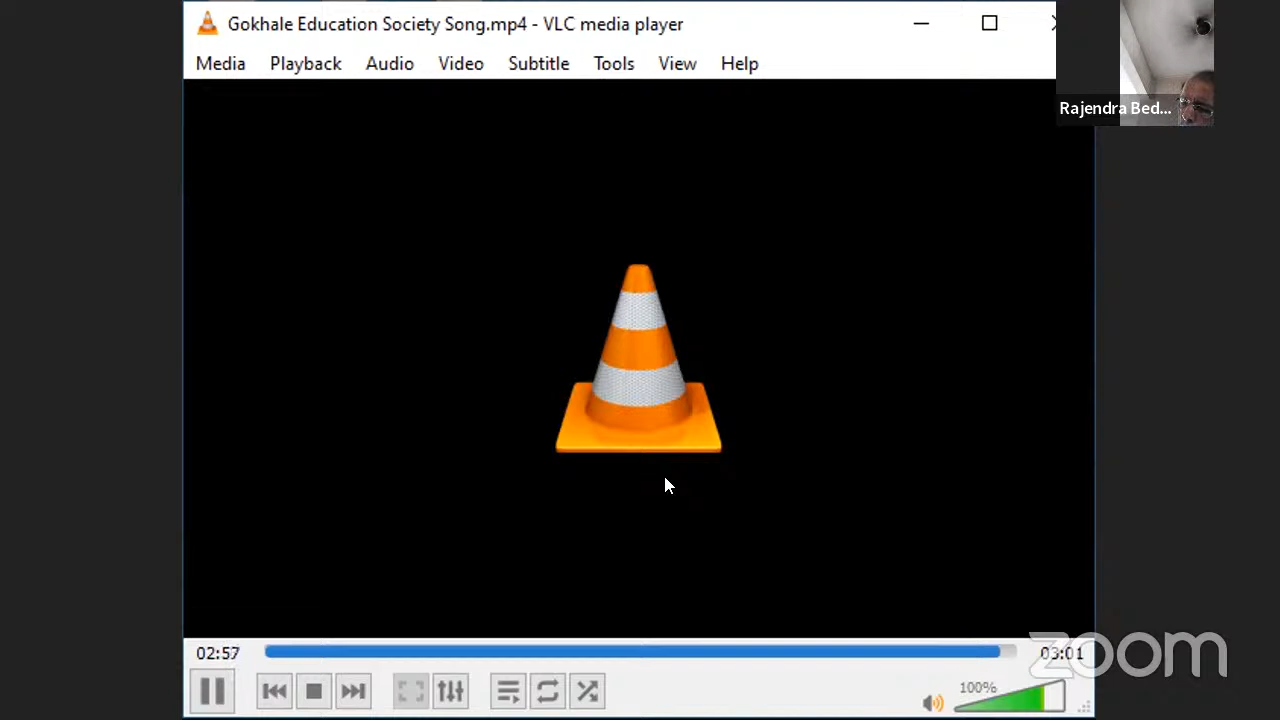 Gokhale Education Society Song.mp4 - VLC media player
Media Playback Audio Video Subtitle Tools View Help
Rajendra Bed...
02:57
03:01
100%
zoom